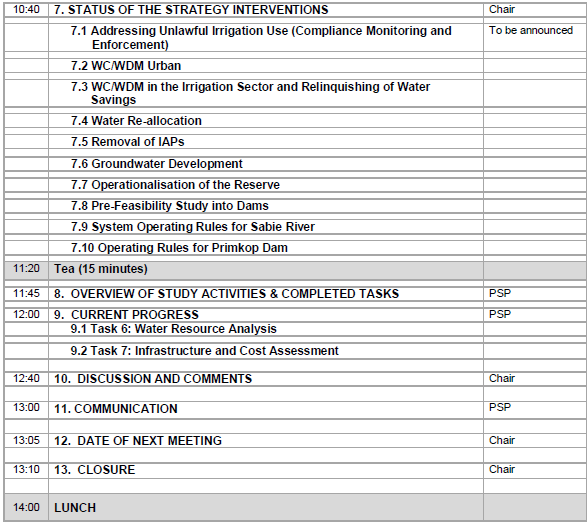 10:40 7. STATUS OF THE STRATEGY INTERVENTIONS Chair
7.1 Addressing Unlawful Irrigation Use (Compliance Monitoring and To be announced
Enforcement)
7.2 WC/WDM Urban
7.3 WC/WDM in the Irrigation Sector and Relinquishing of Water
Savings
7.4 Water Re-allocation
7.5 Removal of IAPs
7.6 Groundwater Development
7.7 Operationalisation of the Reserve
7.8 Pre-Feasibility Study into Dams
7.9 System Operating Rules for Sabie River
7.10 Operating Rules for Primkop Dam
11:20 Tea (15 minutes)
11:45 8. OVERVIEW OF STUDY ACTIVITIES & COMPLETED TASKS PSP
12:00 9. CURRENT PROGRESS PSP
9.1 Task 6: Water Resource Analysis
9.2 Task 7: Infrastructure and Cost Assessment
12:40 10. DISCUSSION AND COMMENTS Chair
13:00 11. COMMUNICATION PSP
13:05 12. DATE OF NEXT MEETING Chair
13:10 13. CLOSURE Chair
14:00 LUNCH